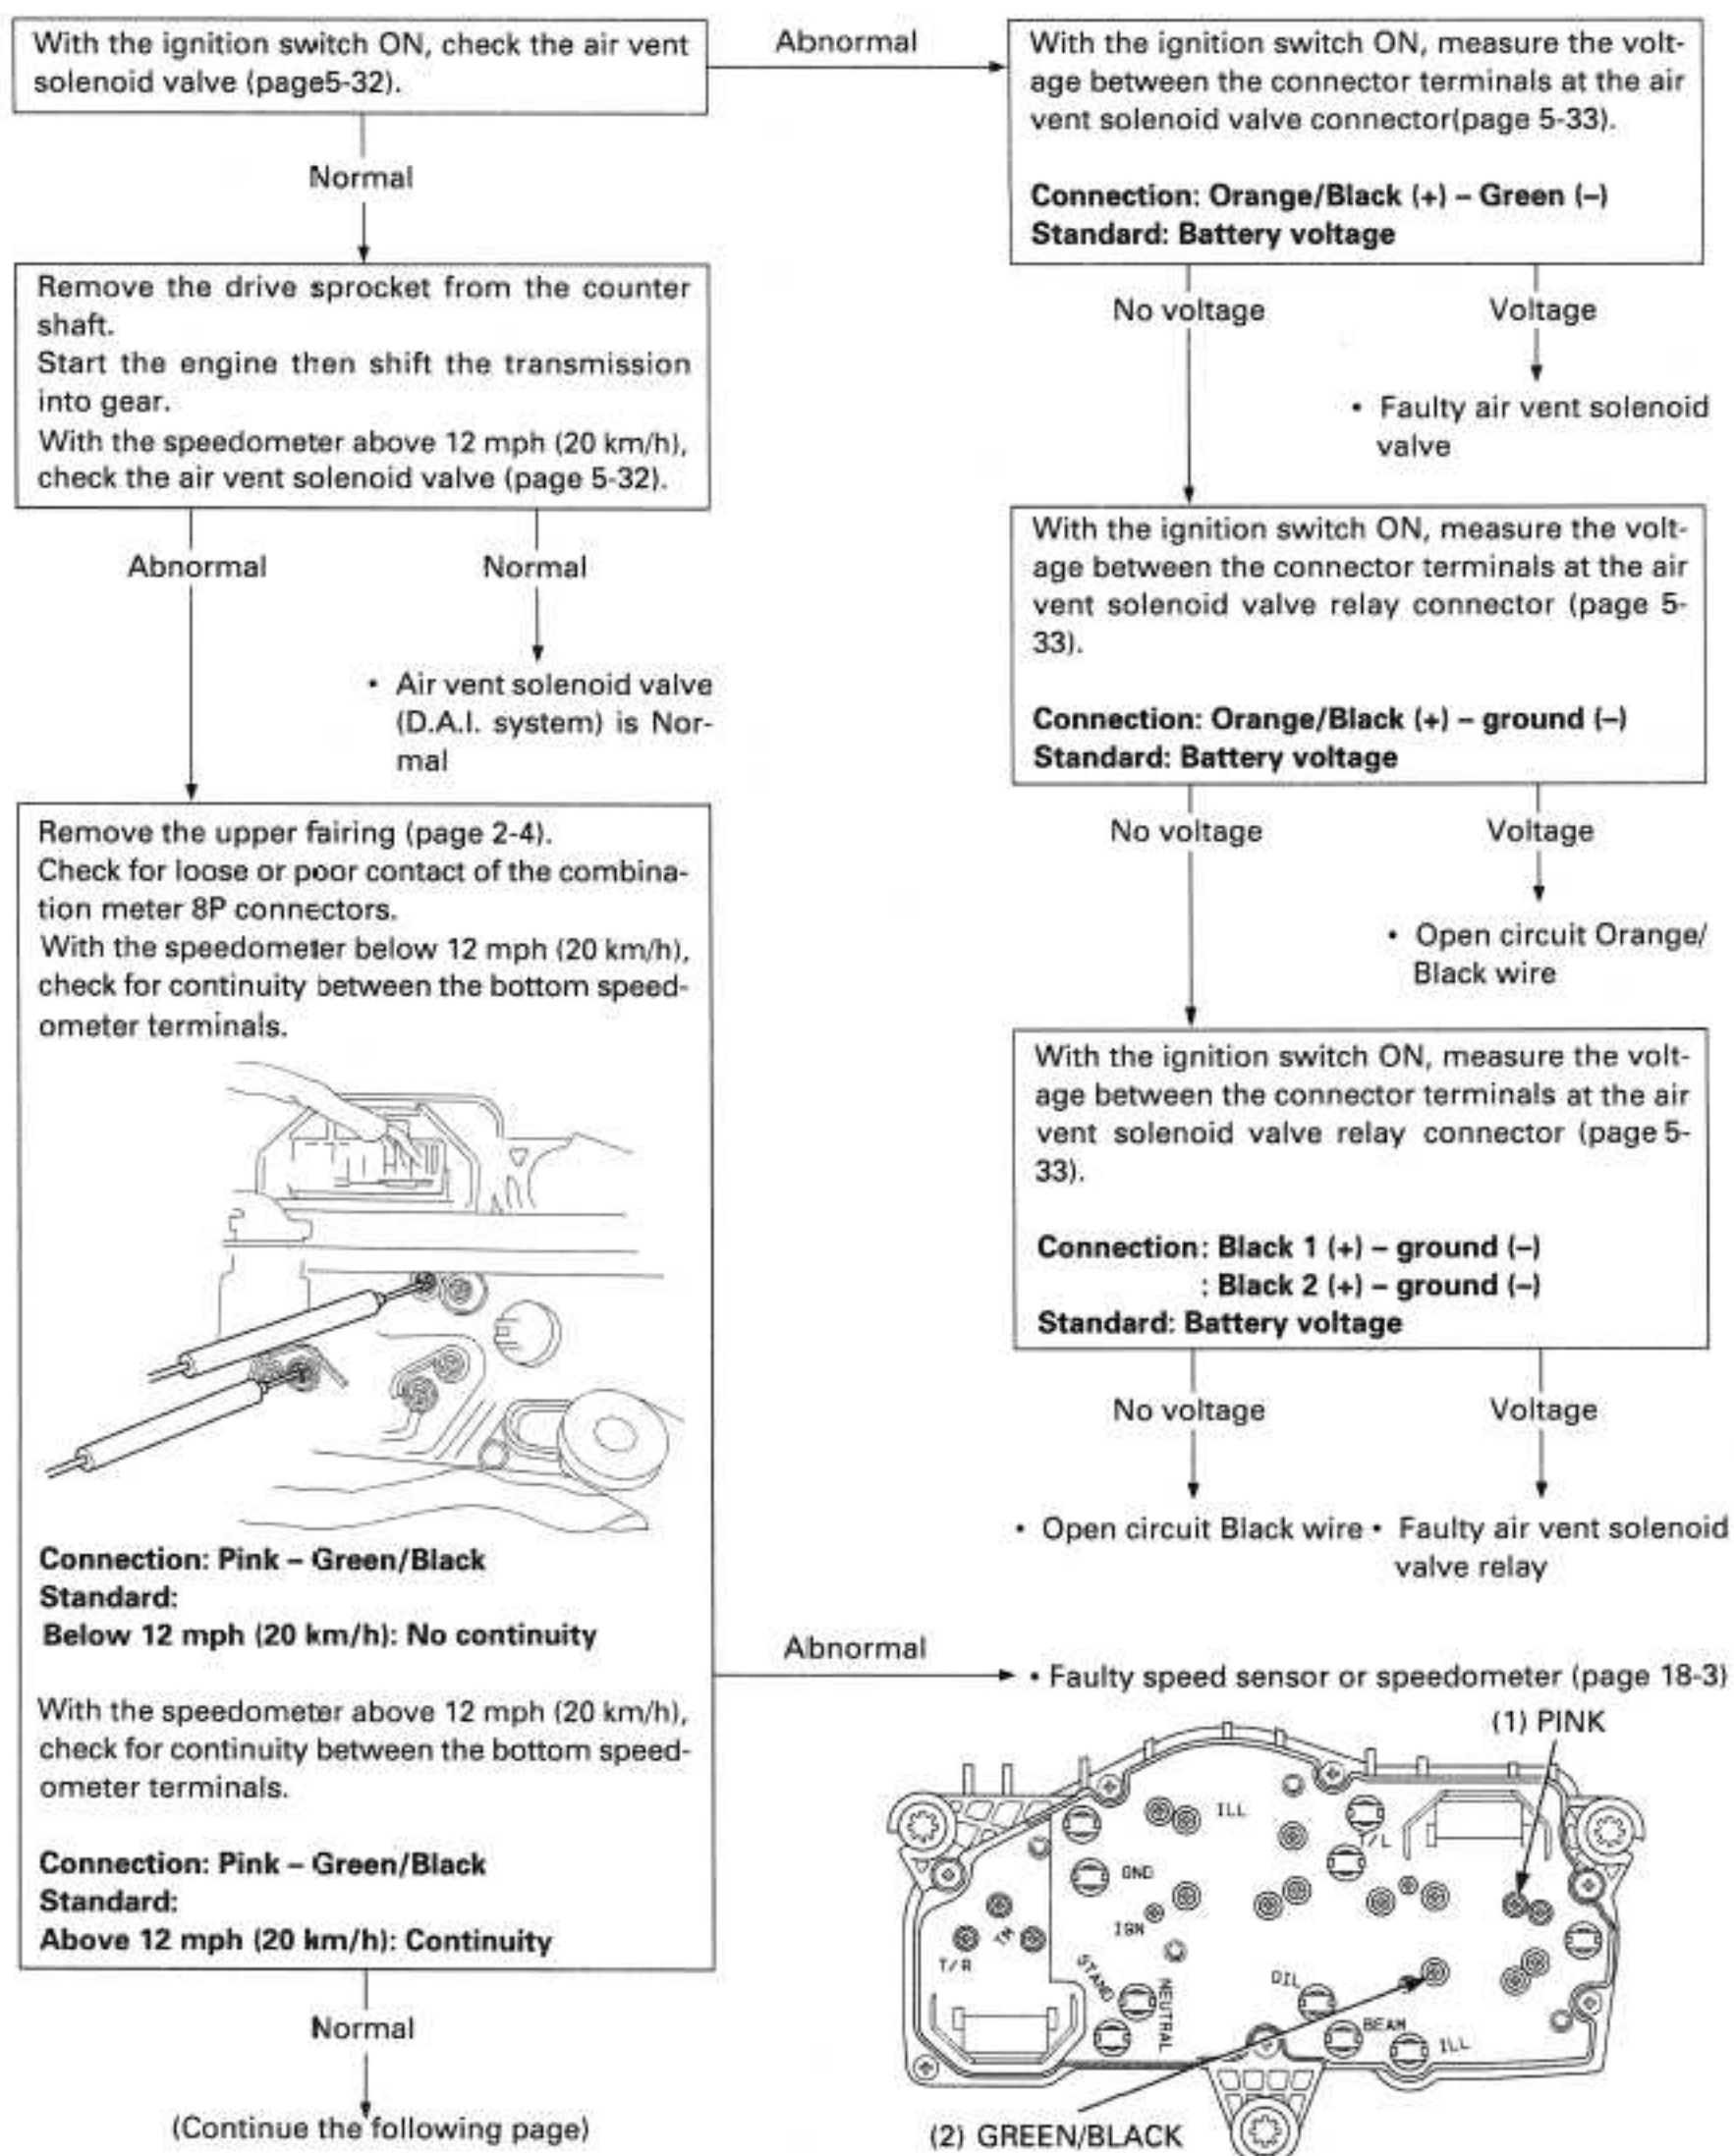 With the ignition switch ON, check the air vent
solenoid valve (page5-32).
Abnormal
With the ignition switch ON, measure the volt-
age between the connector terminals at the air
vent solenoid valve connector(page 5-33).
Connection: Orange/Black (+) – Green (–)
Standard: Battery voltage
Normal
No voltage
Voltage
• Faulty air vent solenoid
valve
Remove the drive sprocket from the counter
shaft.
Start the engine then shift the transmission
into gear.
With the speedometer above 12 mph (20 km/h),
check the air vent solenoid valve (page 5-32).
Abnormal
Normal
• Air vent solenoid valve
(D.A.I. system) is Nor-
mal
With the ignition switch ON, measure the volt-
age between the connector terminals at the air
vent solenoid valve relay connector (page 5-
33).
Connection: Orange/Black (+) – ground (–)
Standard: Battery voltage
No voltage
Voltage
• Open circuit Orange/
Black wire
Remove the upper fairing (page 2-4).
Check for loose or poor contact of the combina-
tion meter 8P connectors.
With the speedometer below 12 mph (20 km/h),
check for continuity between the bottom speed-
ometer terminals.
Connection: Pink – Green/Black
Standard:
Below 12 mph (20 km/h): No continuity
With the speedometer above 12 mph (20 km/h),
check for continuity between the bottom speed-
ometer terminals.
Connection: Pink – Green/Black
Standard:
Above 12 mph (20 km/h): Continuity
With the ignition switch ON, measure the volt-
age between the connector terminals at the air
vent solenoid valve relay connector (page 5-
33).
Connection: Black 1 (+) – ground (–)
: Black 2 (+) – ground (–)
Standard: Battery voltage
No voltage
Voltage
• Open circuit Black wire
• Faulty air vent solenoid
valve relay
Abnormal
• Faulty speed sensor or speedometer (page 18-3)
(1) PINK
ILL
T/L
GND
IGN
TM
T/R
STAND
NEUTRAL
OIL
BEAM
ILL
(2) GREEN/BLACK
Normal
(Continue the following page)